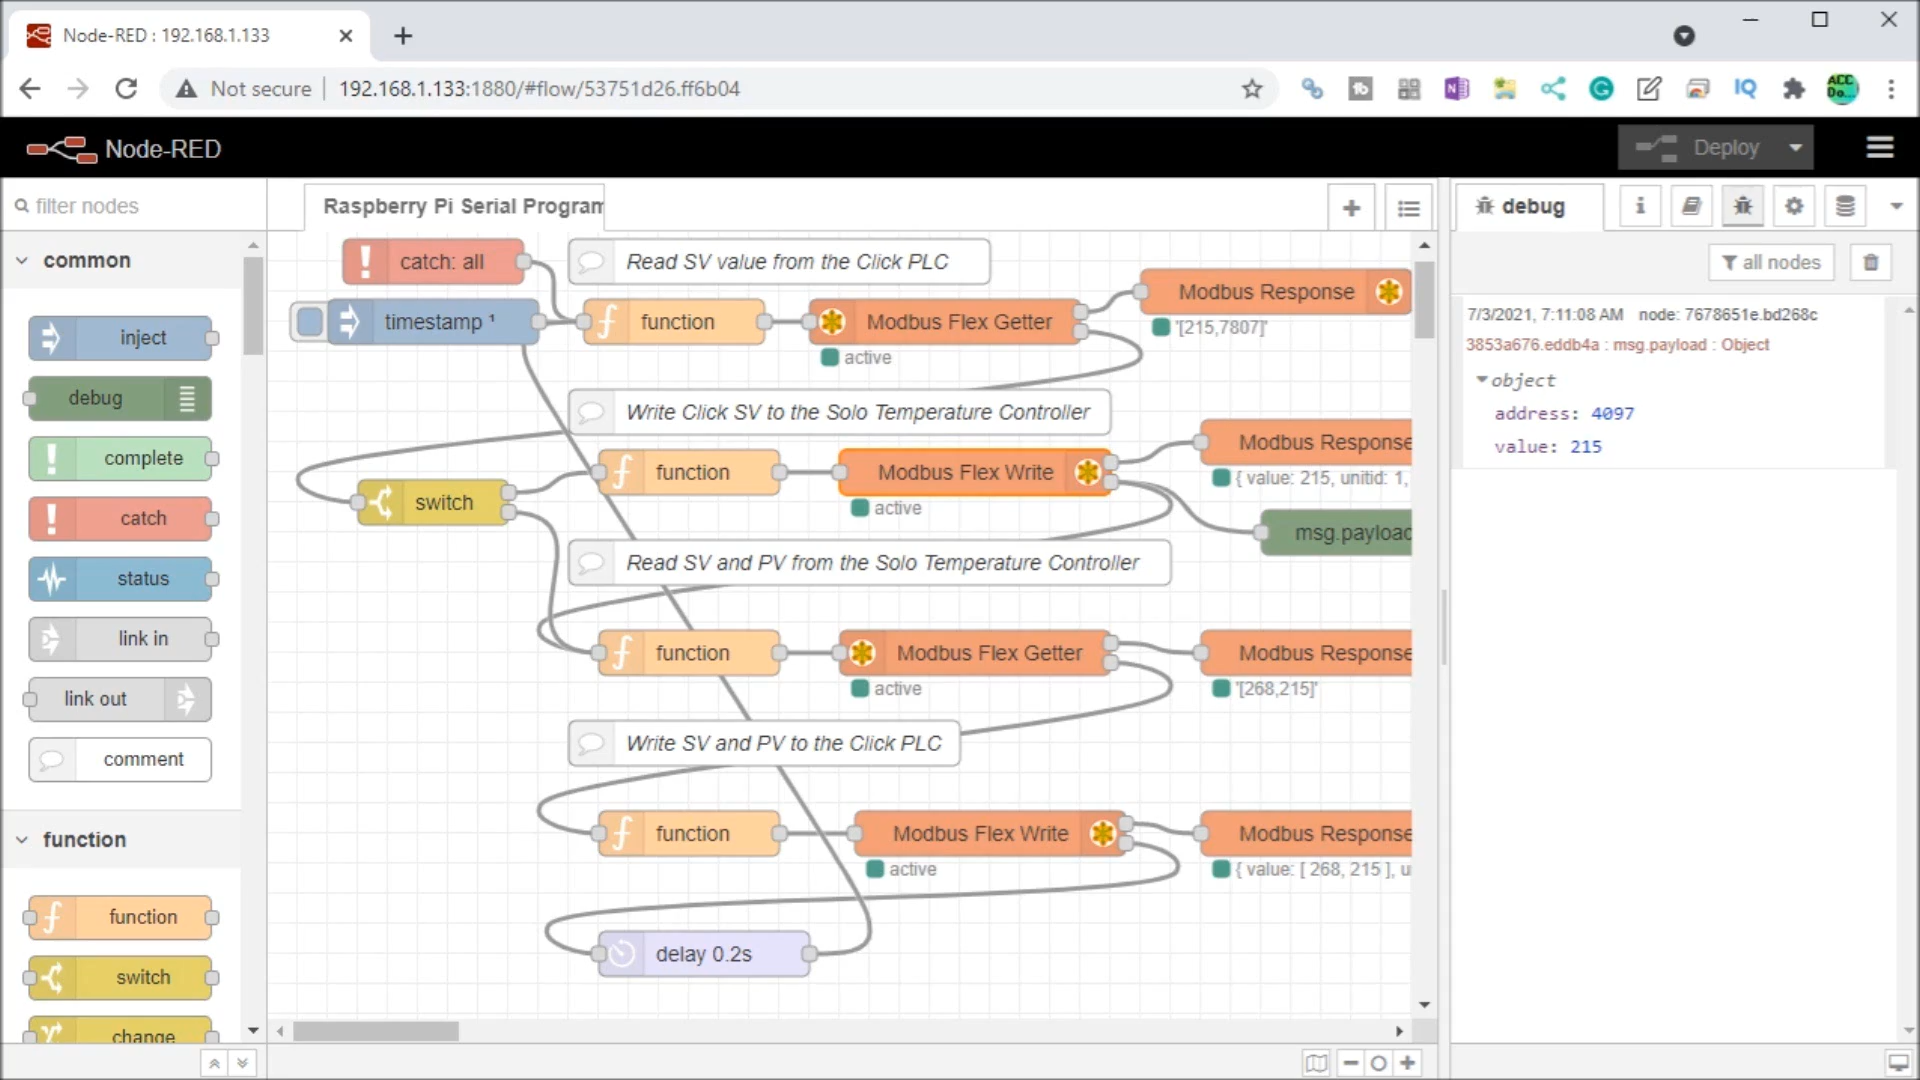 Node-RED : 192.168.1.133
Not secure
192.168.1.133:1880/#flow/53751d26.ff6b04
tb
N
IQ
ACC
Do...
Node-RED
Deploy
filter nodes
Raspberry Pi Serial Program
debug
all nodes
common
inject
debug
complete
catch
status
link in
link out
comment
function
function
switch
change
catch: all
Read SV value from the Click PLC
timestamp ¹
function
Modbus Flex Getter
active
Modbus Response
'[215,7807]'
Write Click SV to the Solo Temperature Controller
switch
function
Modbus Flex Write
active
Modbus Response
{ value: 215, unitid: 1,
msg.payload
Read SV and PV from the Solo Temperature Controller
function
Modbus Flex Getter
active
Modbus Response
'[268,215]'
Write SV and PV to the Click PLC
function
Modbus Flex Write
active
Modbus Response
{ value: [ 268, 215 ], u
delay 0.2s
7/3/2021, 7:11:08 AM node: 7678651e.bd268c
3853a676.eddb4a : msg.payload : Object
object
address: 4097
value: 215